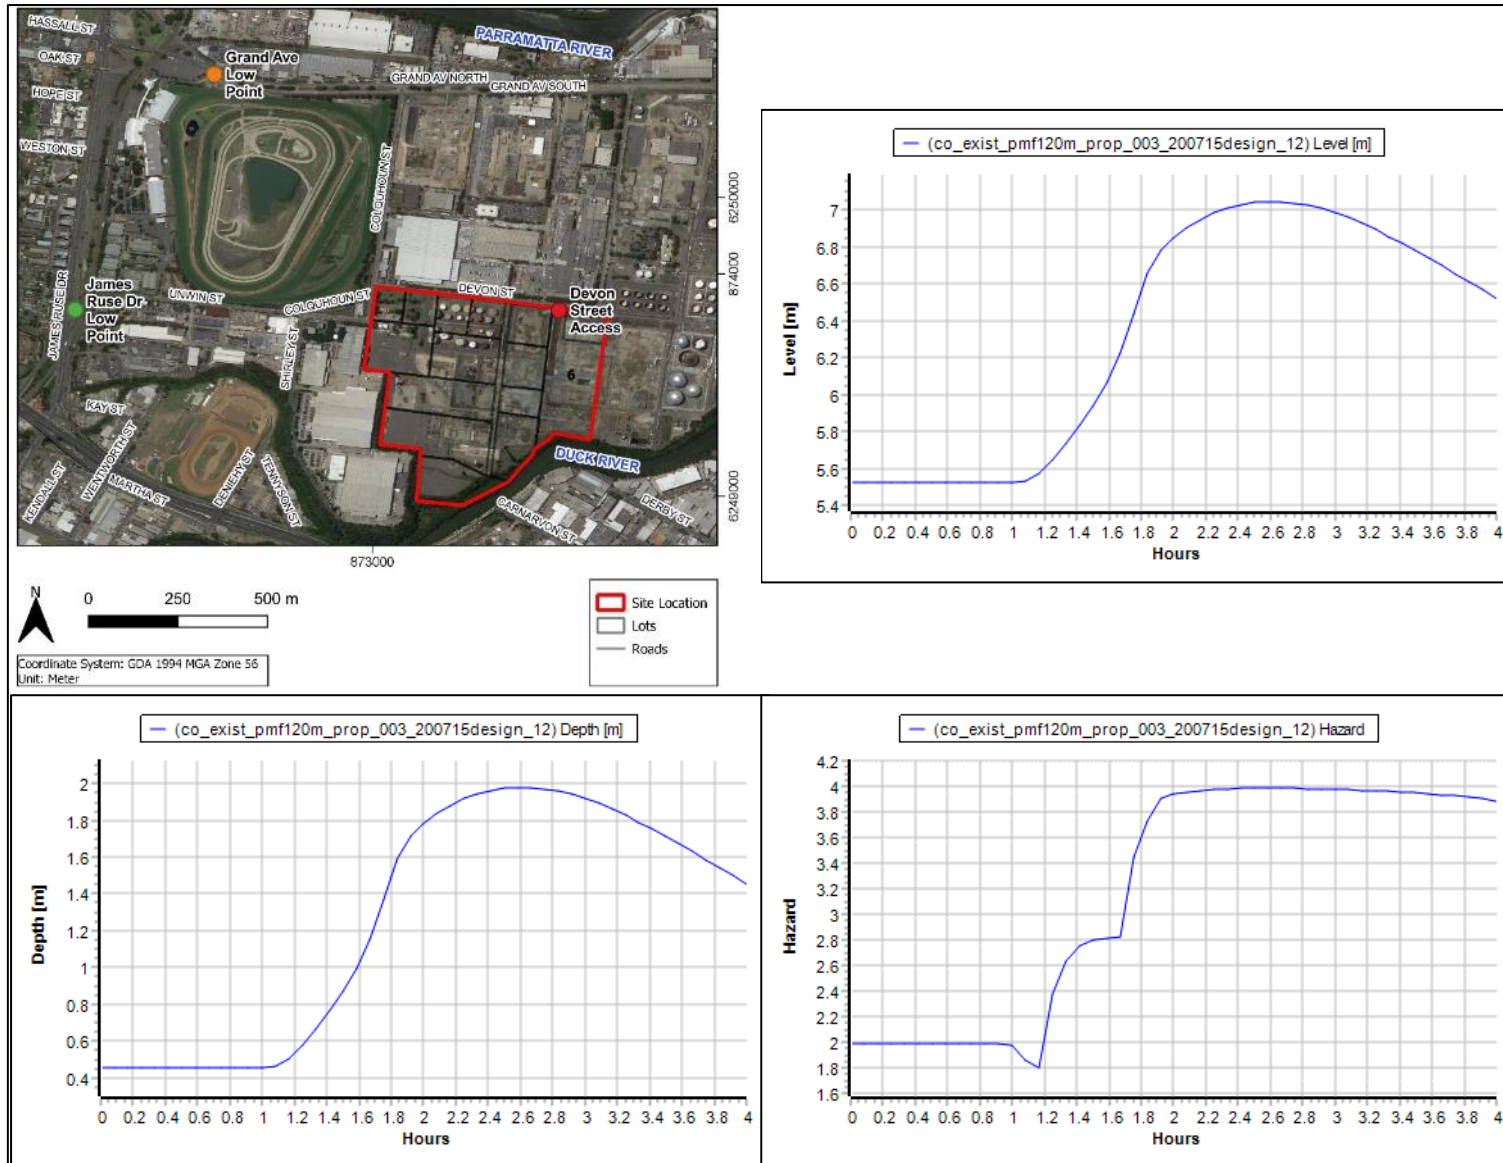 HASSALL ST
OAK ST
HOPE ST
WESTON ST
PARRAMATTA RIVER
Grand Ave
Low
Point
GRAND AV NORTH
GRAND AV SOUTH
COLQUHOUN ST
JAMES RUSE DR
James
Ruse Dr
Low
Point
UNWIN ST
COLQUHOUN ST
DEVON ST
Devon
Street
Access
SHIRLEY ST
6
KAY ST
WENTWORTH ST
KENDALL ST
MARTHA ST
DENIEHY ST
TENNYSON ST
DUCK RIVER
CARNARVON ST
DERBY ST
6250000
874000
6249000
873000
N
0 250 500 m
Coordinate System: GDA 1994 MGA Zone 56
Unit: Meter
Site Location
Lots
Roads
(co_exist_pmf120m_prop_003_200715design_12) Level [m]
Level [m]
7
6.8
6.6
6.4
6.2
6
5.8
5.6
5.4
0 0.2 0.4 0.6 0.8 1 1.2 1.4 1.6 1.8 2 2.2 2.4 2.6 2.8 3 3.2 3.4 3.6 3.8 4
Hours
(co_exist_pmf120m_prop_003_200715design_12) Depth [m]
Depth [m]
2
1.8
1.6
1.4
1.2
1
0.8
0.6
0.4
0 0.2 0.4 0.6 0.8 1 1.2 1.4 1.6 1.8 2 2.2 2.4 2.6 2.8 3 3.2 3.4 3.6 3.8 4
Hours
(co_exist_pmf120m_prop_003_200715design_12) Hazard
Hazard
4.2
4
3.8
3.6
3.4
3.2
3
2.8
2.6
2.4
2.2
2
1.8
1.6
0 0.2 0.4 0.6 0.8 1 1.2 1.4 1.6 1.8 2 2.2 2.4 2.6 2.8 3 3.2 3.4 3.6 3.8 4
Hours